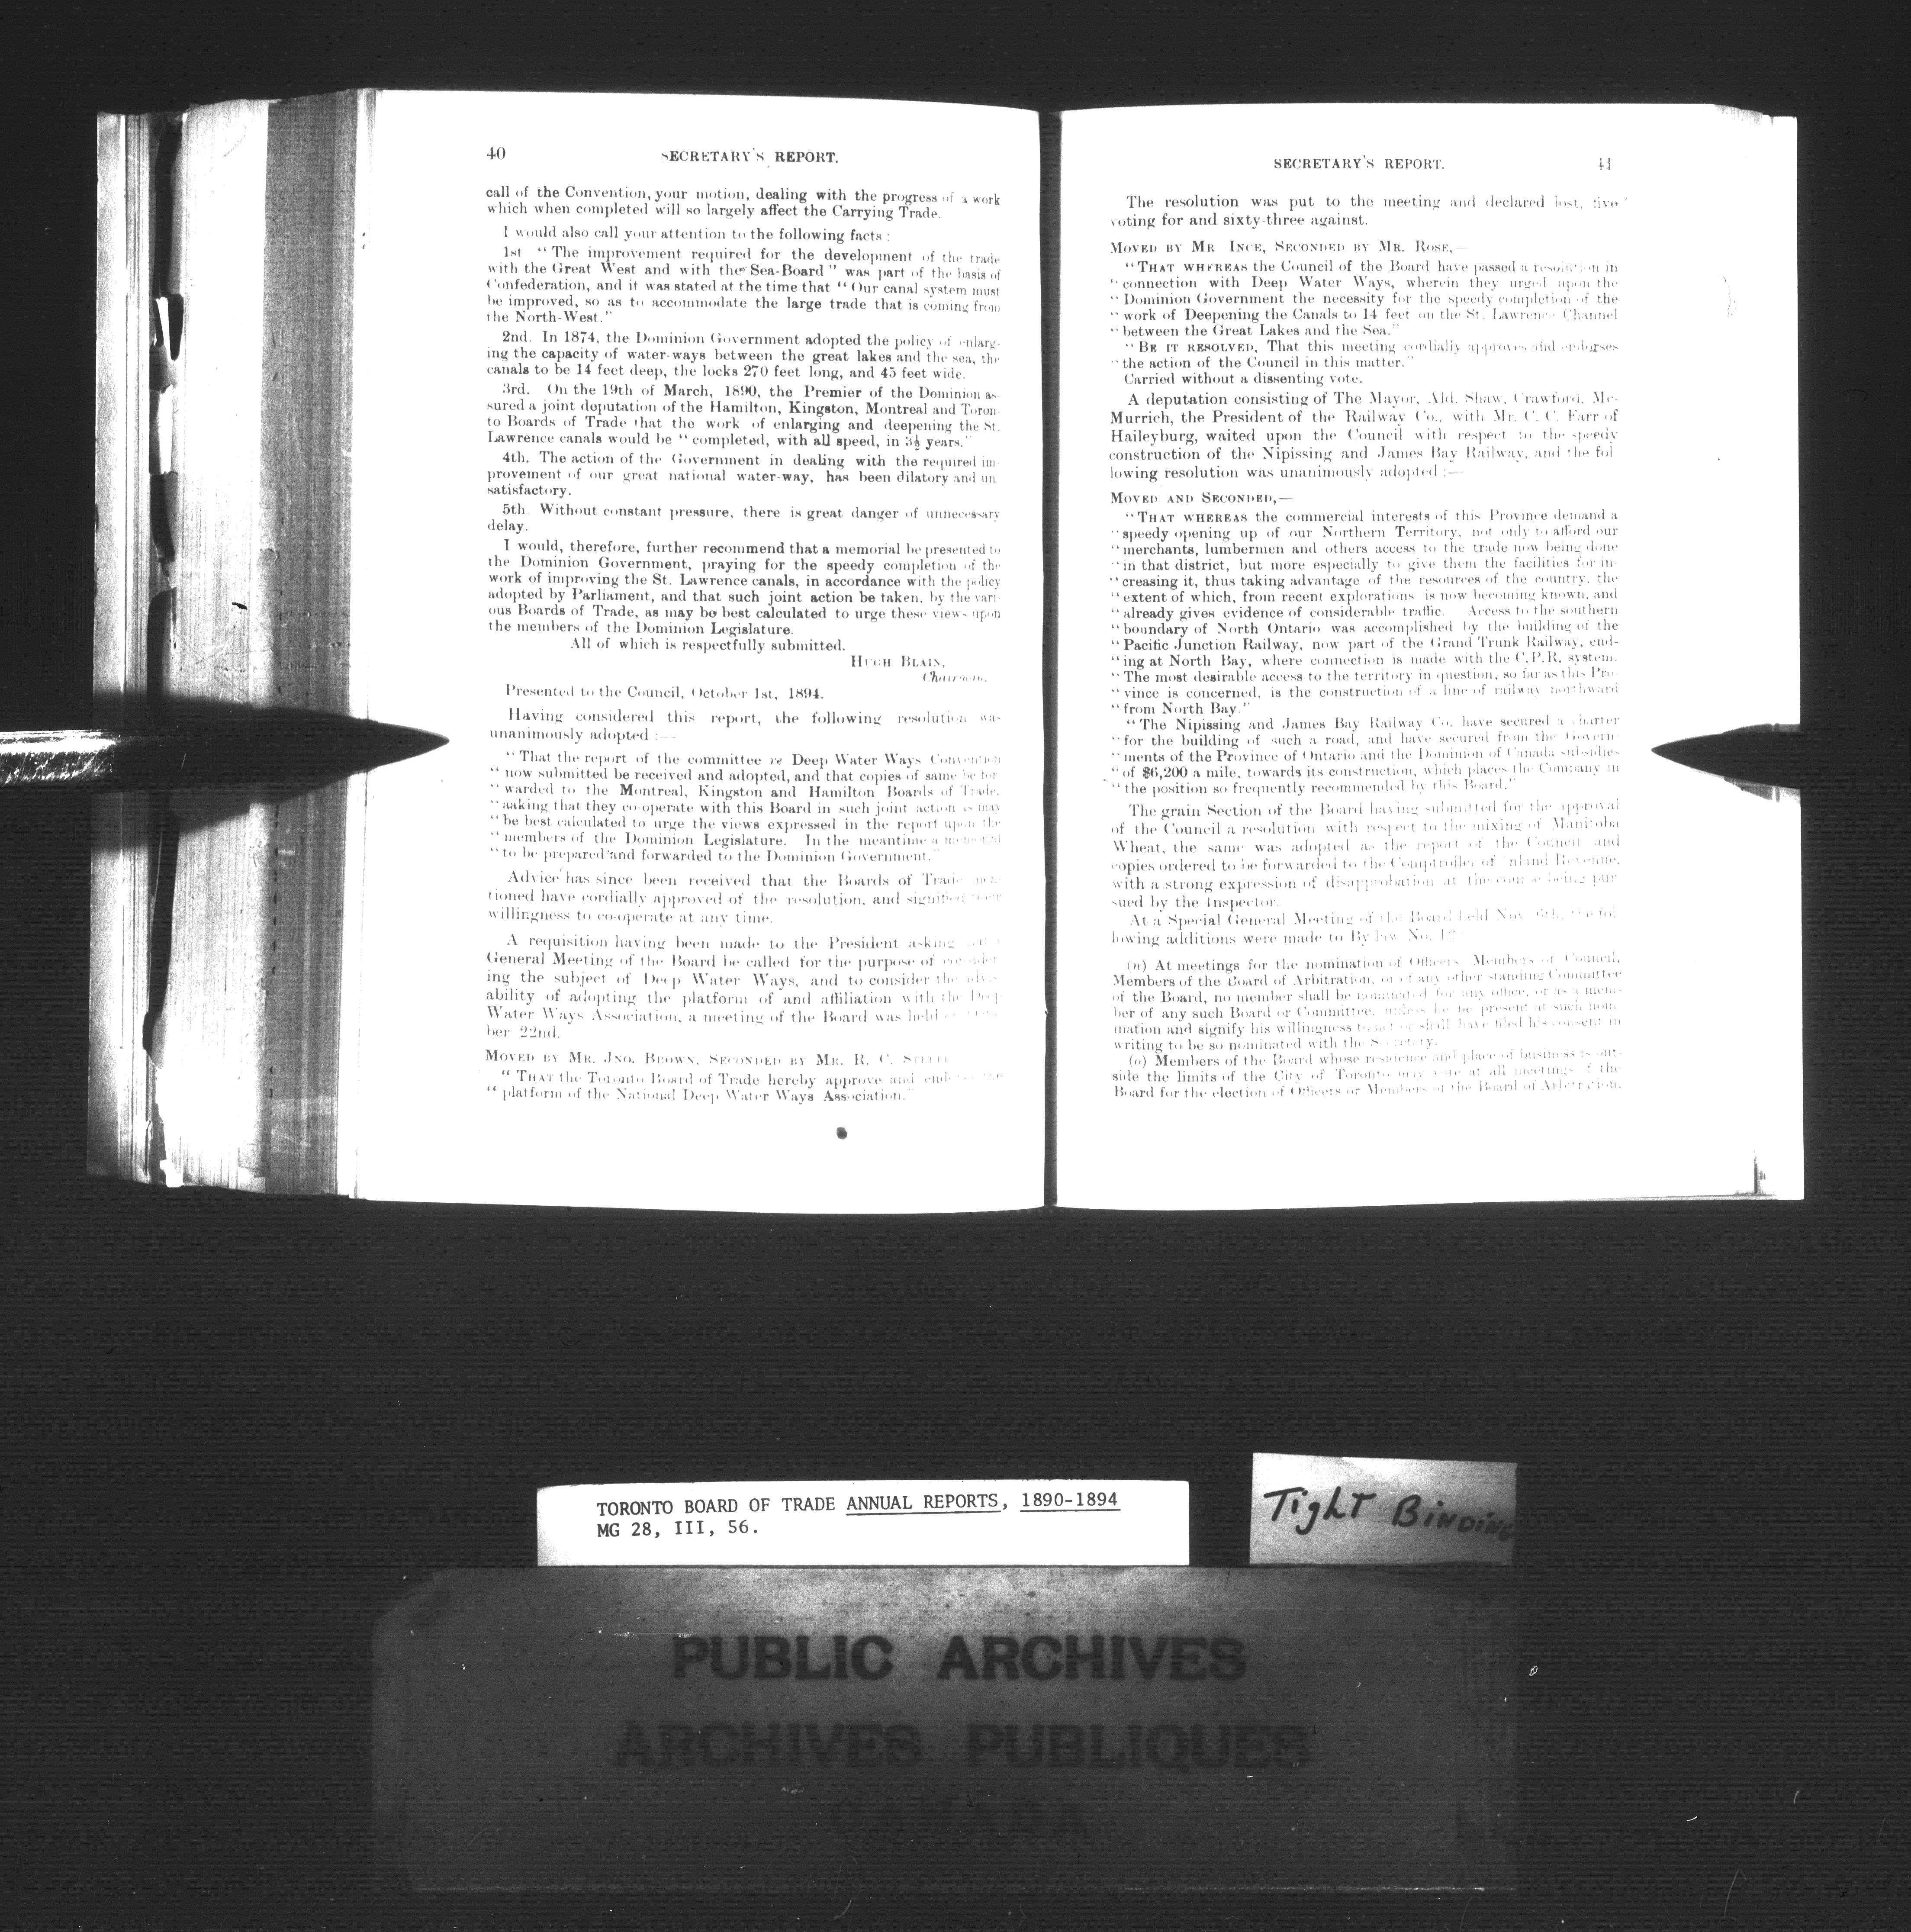 40
SECRETARY'S REPORT.
call of the Convention, your motion, dealing with the progress of a work
which when completed will so largely affect the Carrying Trade.
I would also call your attention to the following facts :
1st " The improvement required for the development of the trade
with the Great West and with the Sea-Board " was part of the basis of
Confederation, and it was stated at the time that " Our canal system must
be improved, so as to accommodate the large trade that is coming from
the North-West."
2nd. In 1874, the Dominion Government adopted the policy of enlarg-
ing the capacity of water-ways between the great lakes and the sea, the
canals to be 14 feet deep, the locks 270 feet long, and 45 feet wide.
3rd. On the 19th of March, 1890, the Premier of the Dominion as-
sured a joint deputation of the Hamilton, Kingston, Montreal and Toron-
to Boards of Trade that the work of enlarging and deepening the St.
Lawrence canals would be " completed, with all speed, in 3½ years."
4th. The action of the Government in dealing with the required im-
provement of our great national water-way, has been dilatory and un
satisfactory.
5th Without constant pressure, there is great danger of unnecessary
delay.
I would, therefore, further recommend that a memorial be presented to
the Dominion Government, praying for the speedy completion of the
work of improving the St. Lawrence canals, in accordance with the policy
adopted by Parliament, and that such joint action be taken, by the vari-
ous Boards of Trade, as may be best calculated to urge these views upon
the members of the Dominion Legislature.
All of which is respectfully submitted.
HUGH BLAIN,
Chairman.
Presented to the Council, October 1st, 1894.
Having considered this report, the following resolution was
unanimously adopted :—
" That the report of the committee re Deep Water Ways Convention
" now submitted be received and adopted, and that copies of same be for
" warded to the Montreal, Kingston and Hamilton Boards of Trade,
" asking that they co-operate with this Board in such joint action as may
" be best calculated to urge the views expressed in the report upon the
" members of the Dominion Legislature. In the meantime a memorial
" to be prepared and forwarded to the Dominion Government."
Advice has since been received that the Boards of Trade men-
tioned have cordially approved of the resolution, and signified their
willingness to co-operate at any time.
A requisition having been made to the President asking that a
General Meeting of the Board be called for the purpose of consider-
ing the subject of Deep Water Ways, and to consider the advis-
ability of adopting the platform of and affiliation with the Deep
Water Ways Association, a meeting of the Board was held
ber 22nd.
MOVED BY MR. JNO. BROWN, SECONDED BY MR. R. C. STEELE
" THAT the Toronto Board of Trade hereby approve and endorse the
" platform of the National Deep Water Ways Association."
SECRETARY'S REPORT.
41
The resolution was put to the meeting and declared lost, five
voting for and sixty-three against.
MOVED BY MR INCE, SECONDED BY MR. ROSE,—
" THAT WHEREAS the Council of the Board have passed a resolution in
" connection with Deep Water Ways, wherein they urged upon the
" Dominion Government the necessity for the speedy completion of the
" work of Deepening the Canals to 14 feet on the St. Lawrence Channel
" between the Great Lakes and the Sea."
" BE IT RESOLVED, That this meeting cordially approves and endorses
" the action of the Council in this matter."
Carried without a dissenting vote.
A deputation consisting of The Mayor, Ald. Shaw, Crawford, Mc-
Murrich, the President of the Railway Co., with Mr. C. C. Farr of
Haileyburg, waited upon the Council with respect to the speedy
construction of the Nipissing and James Bay Railway, and the fol
lowing resolution was unanimously adopted :—
MOVED AND SECONDED,—
" THAT WHEREAS the commercial interests of this Province demand a
" speedy opening up of our Northern Territory, not only to afford our
" merchants, lumbermen and others access to the trade now being done
" in that district, but more especially to give them the facilities for in-
" creasing it, thus taking advantage of the resources of the country, the
" extent of which, from recent explorations is now becoming known, and
" already gives evidence of considerable traffic. Access to the southern
" boundary of North Ontario was accomplished by the building of the
" Pacific Junction Railway, now part of the Grand Trunk Railway, end-
" ing at North Bay, where connection is made with the C.P.R. system.
" The most desirable access to the territory in question, so far as this Pro-
" vince is concerned, is the construction of a line of railway northward
" from North Bay."
" The Nipissing and James Bay Railway Co. have secured a charter
" for the building of such a road, and have secured from the Govern-
" ments of the Province of Ontario and the Dominion of Canada subsidies
" of $6,200 a mile, towards its construction, which places the Company in
" the position so frequently recommended by this Board."
The grain Section of the Board having submitted for the approval
of the Council a resolution with respect to the mixing of Manitoba
Wheat, the same was adopted as the report of the Council and
copies ordered to be forwarded to the Comptroller of Inland Revenue,
with a strong expression of disapprobation at the course being pur-
sued by the Inspector.
At a Special General Meeting of the Board held Nov. 6th, the fol
lowing additions were made to By law No. 12
(n) At meetings for the nomination of Officers, Members of Council,
Members of the Board of Arbitration, or of any other standing Committee
of the Board, no member shall be nominated for any office, or as a mem-
ber of any such Board or Committee, unless he be present at such nom-
ination and signify his willingness to act or shall have filed his consent in
writing to be so nominated with the Secretary.
(o) Members of the Board whose residence and place of business is out-
side the limits of the City of Toronto may vote at all meetings of the
Board for the election of Officers or Members of the Board of Arbitration,
TORONTO BOARD OF TRADE ANNUAL REPORTS, 1890-1894
MG 28, III, 56.
Tight Binding
PUBLIC ARCHIVES
ARCHIVES PUBLIQUES
CANADA